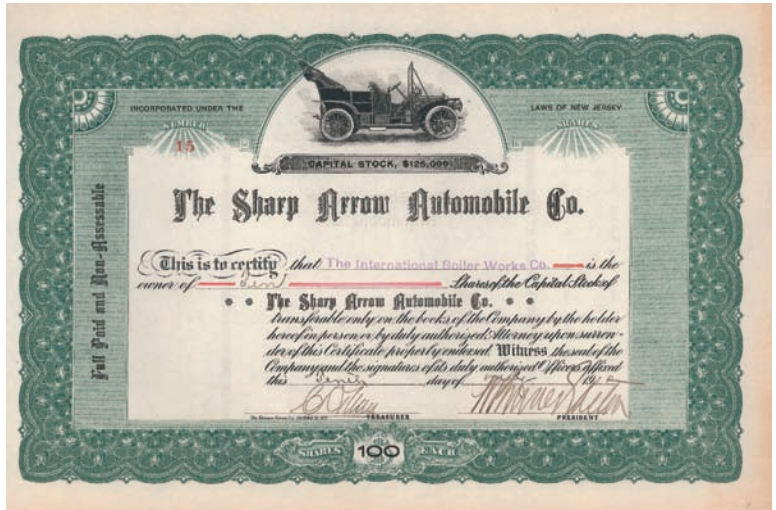 INCORPORATED UNDER THE
LAWS OF NEW JERSEY
NUMBER
SHARES
15
CAPITAL STOCK, $125,000
Full Paid and Non-Assessable
The Sharp Arrow Automobile Co.
This is to certify that The International Boiler Works Co. is the
owner of Ten Shares of the Capital Stock of
The Sharp Arrow Automobile Co.
transferable only on the books of the Company by the holder
hereof in person or by duly authorized Attorney upon surren-
der of this Certificate properly endorsed. Witness the seal of the
Company and the signatures of its duly authorized Officers affixed
this day of 191
TREASURER
PRESIDENT
SHARES 100 EACH